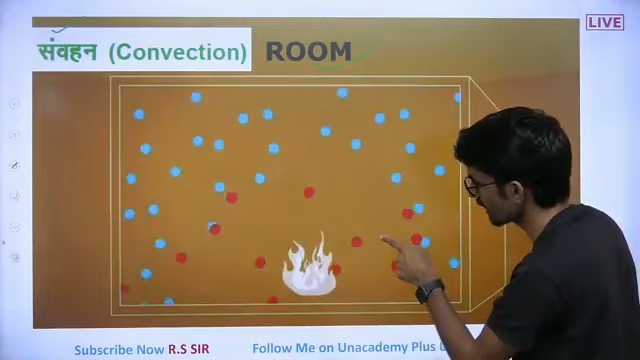 LIVE
संवहन (Convection) ROOM
Subscribe Now R.S SIR
Follow Me on Unacademy Plus